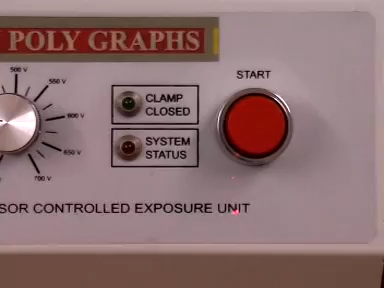 POLY GRAPHS
START
500 V
550 V
600 V
650 V
700 V
CLAMP
CLOSED
SYSTEM
STATUS
SOR CONTROLLED EXPOSURE UNIT